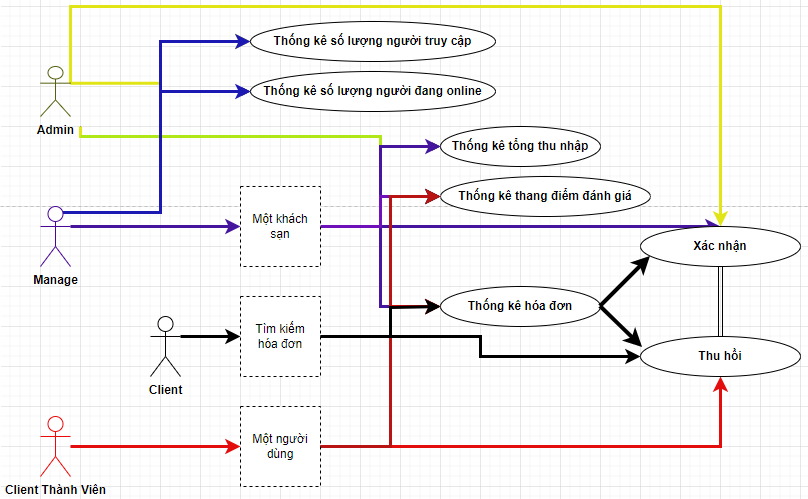 Thống kê số lượng người truy cập
Thống kê số lượng người đang online
Admin
Thống kê tổng thu nhập
Thống kê thang điểm đánh giá
Một khách
sạn
Xác nhận
Manage
Thống kê hóa đơn
Tìm kiếm
hóa đơn
Thu hồi
Client
Một người
dùng
Client Thành Viên